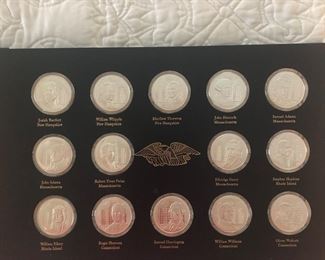 Josiah Bartlett
New Hampshire
William Whipple
New Hampshire
Matthew Thornton
New Hampshire
John Hancock
Massachusetts
Samuel Adams
Massachusetts
John Adams
Massachusetts
Robert Treat Paine
Massachusetts
Elbridge Gerry
Massachusetts
Stephen Hopkins
Rhode Island
William Ellery
Rhode Island
Roger Sherman
Connecticut
Samuel Huntington
Connecticut
William Williams
Connecticut
Oliver Wolcott
Connecticut